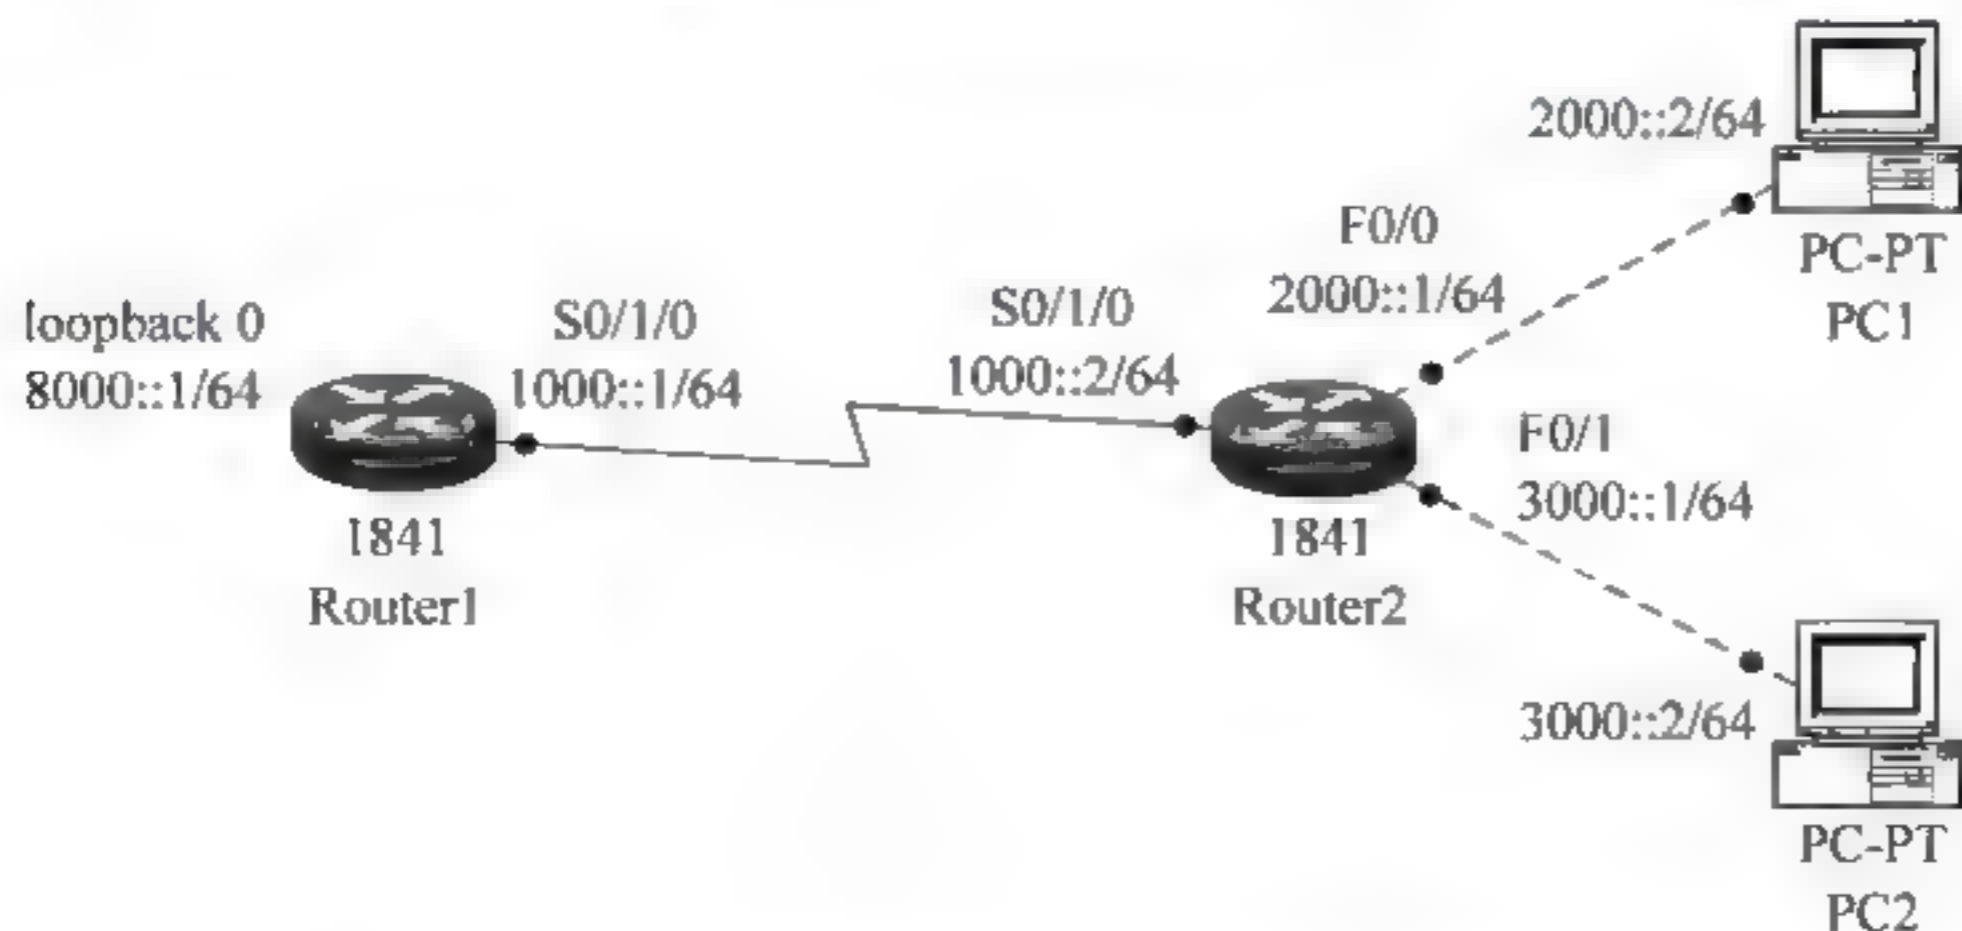 loopback 0
8000::1/64
S0/1/0
1000::1/64
1841
Router1
S0/1/0
1000::2/64
F0/0
2000::1/64
1841
Router2
F0/1
3000::1/64
2000::2/64
PC-PT
PC1
3000::2/64
PC-PT
PC2